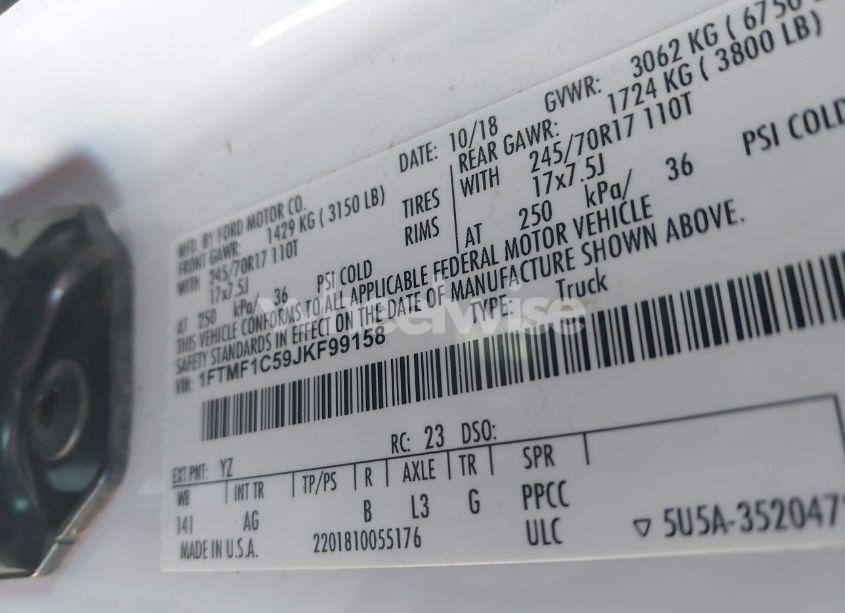 MFD. BY FORD MOTOR CO.
DATE: 10/18 GVWR: 3062 KG ( 6750
FRONT GAWR: 1429 KG ( 3150 LB) REAR GAWR: 1724 KG ( 3800 LB)
WITH 245/70R17 110T TIRES WITH 245/70R17 110T
17x7.5J RIMS 17x7.5J
AT 250 kPa/ 36 PSI COLD AT 250 kPa/ 36 PSI COLD
THIS VEHICLE CONFORMS TO ALL APPLICABLE FEDERAL MOTOR VEHICLE
SAFETY STANDARDS IN EFFECT ON THE DATE OF MANUFACTURE SHOWN ABOVE.
VIN: 1FTMF1C59JKF99158 TYPE: Truck
EXT PNT: YZ RC: 23 DSO:
WB INT TR TP/PS R AXLE TR SPR
141 AG B L3 G PPCC
MADE IN U.S.A. 2201810055176 ULC 5U5A-3520472